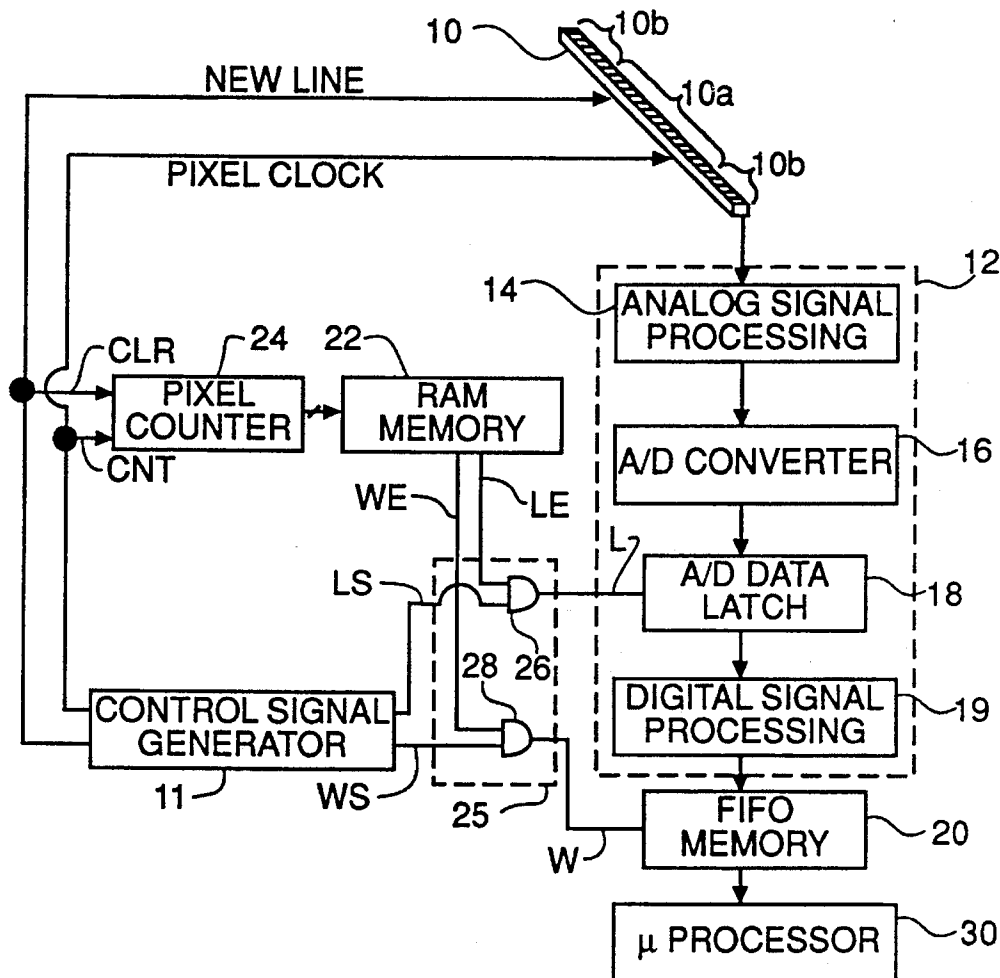 10
10b
10a
10b
NEW LINE
PIXEL CLOCK
12
14
ANALOG SIGNAL
PROCESSING
CLR
24
22
PIXEL
COUNTER
RAM
MEMORY
CNT
A/D CONVERTER
16
WE
LE
L
LS
A/D DATA
LATCH
18
26
28
CONTROL SIGNAL
GENERATOR
DIGITAL SIGNAL
PROCESSING
19
11
WS
25
W
FIFO
MEMORY
20
μ PROCESSOR
30